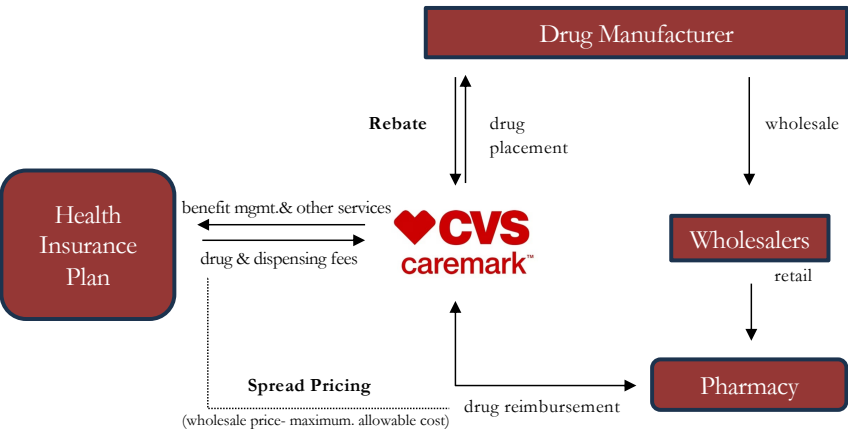 Drug Manufacturer
Rebate
drug
placement
wholesale
Health
Insurance
Plan
benefit mgmt.& other services
drug & dispensing fees
CVS
caremark™
Wholesalers
retail
Spread Pricing
(wholesale price- maximum. allowable cost)
drug reimbursement
Pharmacy